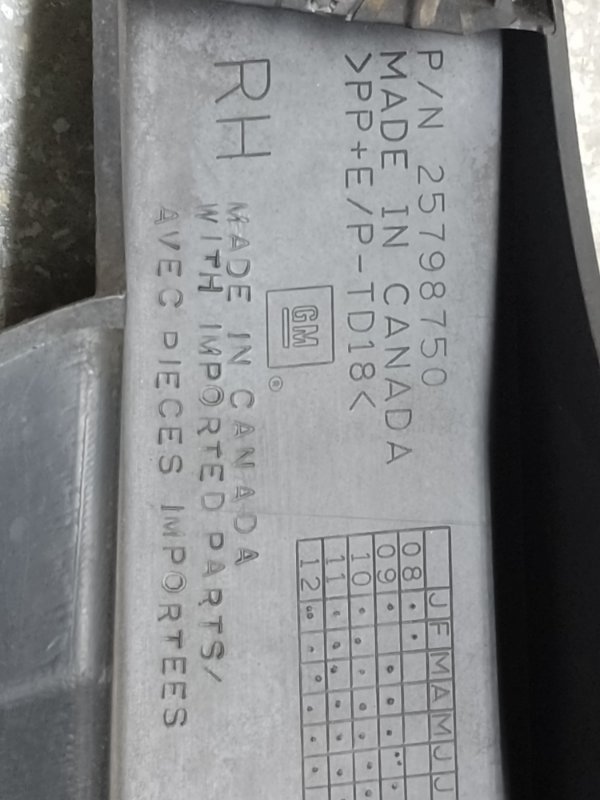 P/N 25798750
MADE IN CANADA
>PP+E/P-TD18<
GM
®
RH
MADE IN CANADA
WITH IMPORTED PARTS/
AVEC PIECES IMPORTEES
J F M A M J J
08
09
10
11
12